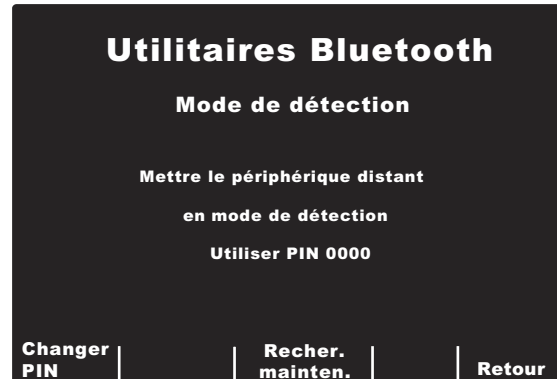 Utilitaires Bluetooth
Mode de détection
Mettre le périphérique distant
en mode de détection
Utiliser PIN 0000
Changer
PIN
Recher.
mainten.
Retour